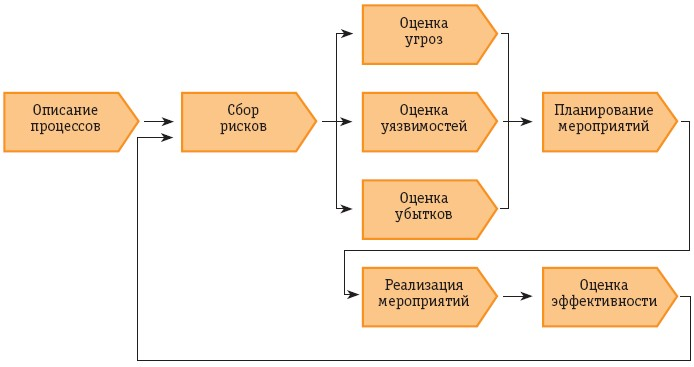 Оценка
угроз
Описание
процессов
Сбор
рисков
Оценка
уязвимостей
Планирование
мероприятий
Оценка
убытков
Реализация
мероприятий
Оценка
эффективности